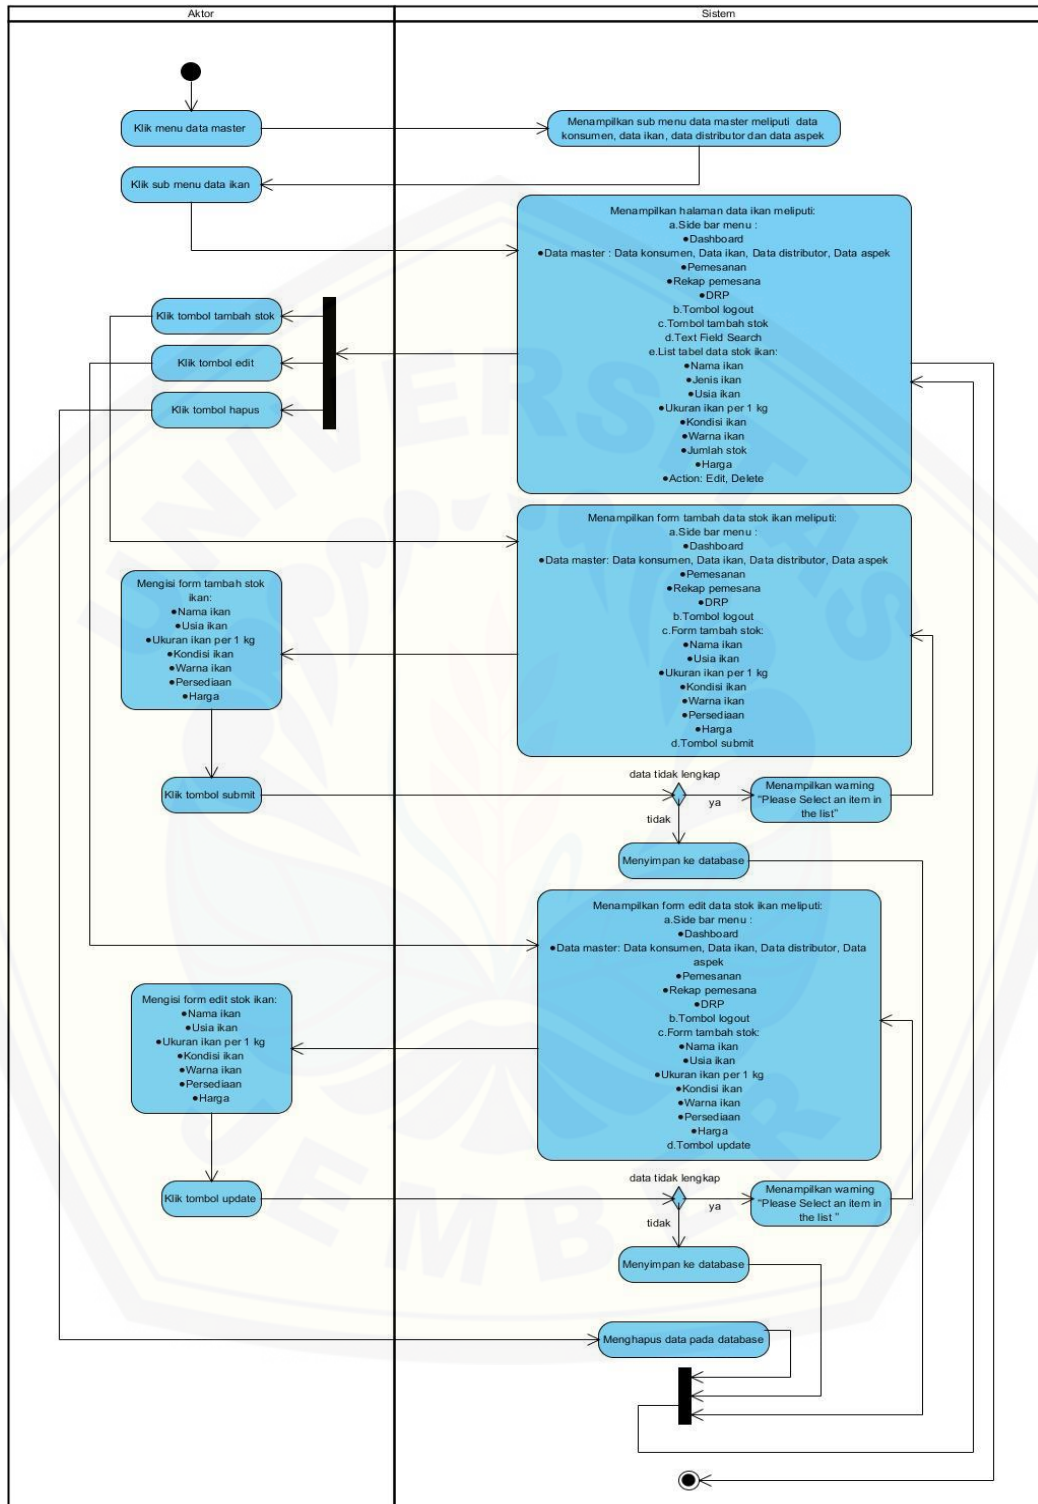 Aktor
Sistem
Klik menu data master
Menampilkan sub menu data master meliputi data
konsumen, data ikan, data distributor dan data aspek
Klik sub menu data ikan
Menampilkan halaman data ikan meliputi:
a.Side bar menu :
●Dashboard
●Data master : Data konsumen, Data ikan, Data distributor, Data aspek
●Pemesanan
●Rekap pemesana
●DRP
b.Tombol logout
c.Tombol tambah stok
d.Text Field Search
e.List tabel data stok ikan:
●Nama ikan
●Jenis ikan
●Usia ikan
●Ukuran ikan per 1 kg
●Kondisi ikan
●Warna ikan
●Jumlah stok
●Harga
●Action: Edit, Delete
Klik tombol tambah stok
Klik tombol edit
Klik tombol hapus
Menampilkan form tambah data stok ikan meliputi:
a.Side bar menu :
●Dashboard
●Data master: Data konsumen, Data ikan, Data distributor, Data aspek
●Pemesanan
●Rekap pemesana
●DRP
b.Tombol logout
c.Form tambah stok:
●Nama ikan
●Usia ikan
●Ukuran ikan per 1 kg
●Kondisi ikan
●Warna ikan
●Persediaan
●Harga
d.Tombol submit
Mengisi form tambah stok
ikan:
●Nama ikan
●Usia ikan
●Ukuran ikan per 1 kg
●Kondisi ikan
●Warna ikan
●Persediaan
●Harga
Klik tombol submit
data tidak lengkap
ya
tidak
Menampilkan warning
“Please Select an item in
the list”
Menyimpan ke database
Menampilkan form edit data stok ikan meliputi:
a.Side bar menu :
●Dashboard
●Data master: Data konsumen, Data ikan, Data distributor, Data
aspek
●Pemesanan
●Rekap pemesana
●DRP
b.Tombol logout
c.Form tambah stok:
●Nama ikan
●Usia ikan
●Ukuran ikan per 1 kg
●Kondisi ikan
●Warna ikan
●Persediaan
●Harga
d.Tombol update
Mengisi form edit stok ikan:
●Nama ikan
●Usia ikan
●Ukuran ikan per 1 kg
●Kondisi ikan
●Warna ikan
●Persediaan
●Harga
Klik tombol update
data tidak lengkap
ya
tidak
Menampilkan warning
“Please Select an item in
the list ”
Menyimpan ke database
Menghapus data pada database
UNIVERSITAS
JEMBER